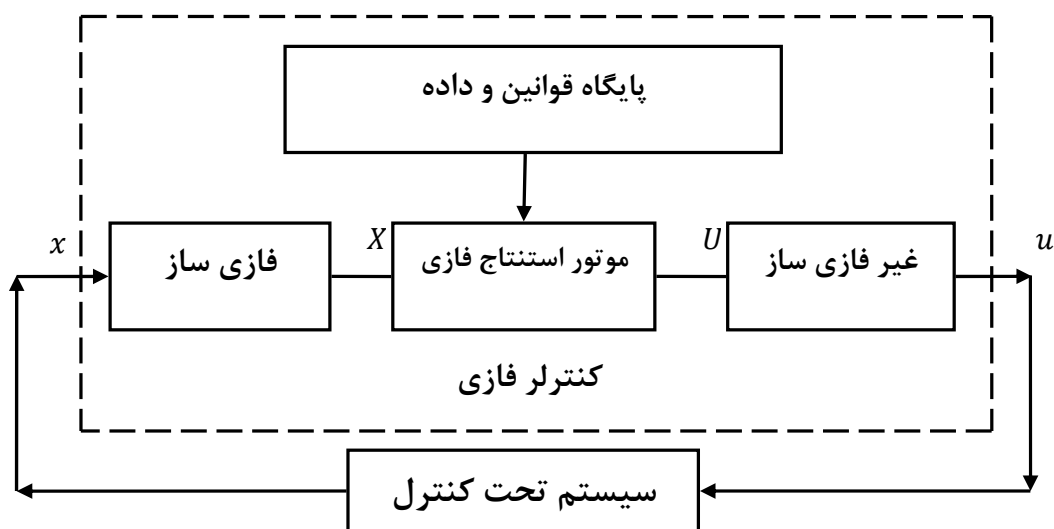 پایگاه قوانین و داده
x
فازی ساز
X
موتور استنتاج فازی
U
غیر فازی ساز
u
کنترلر فازی
سیستم تحت کنترل